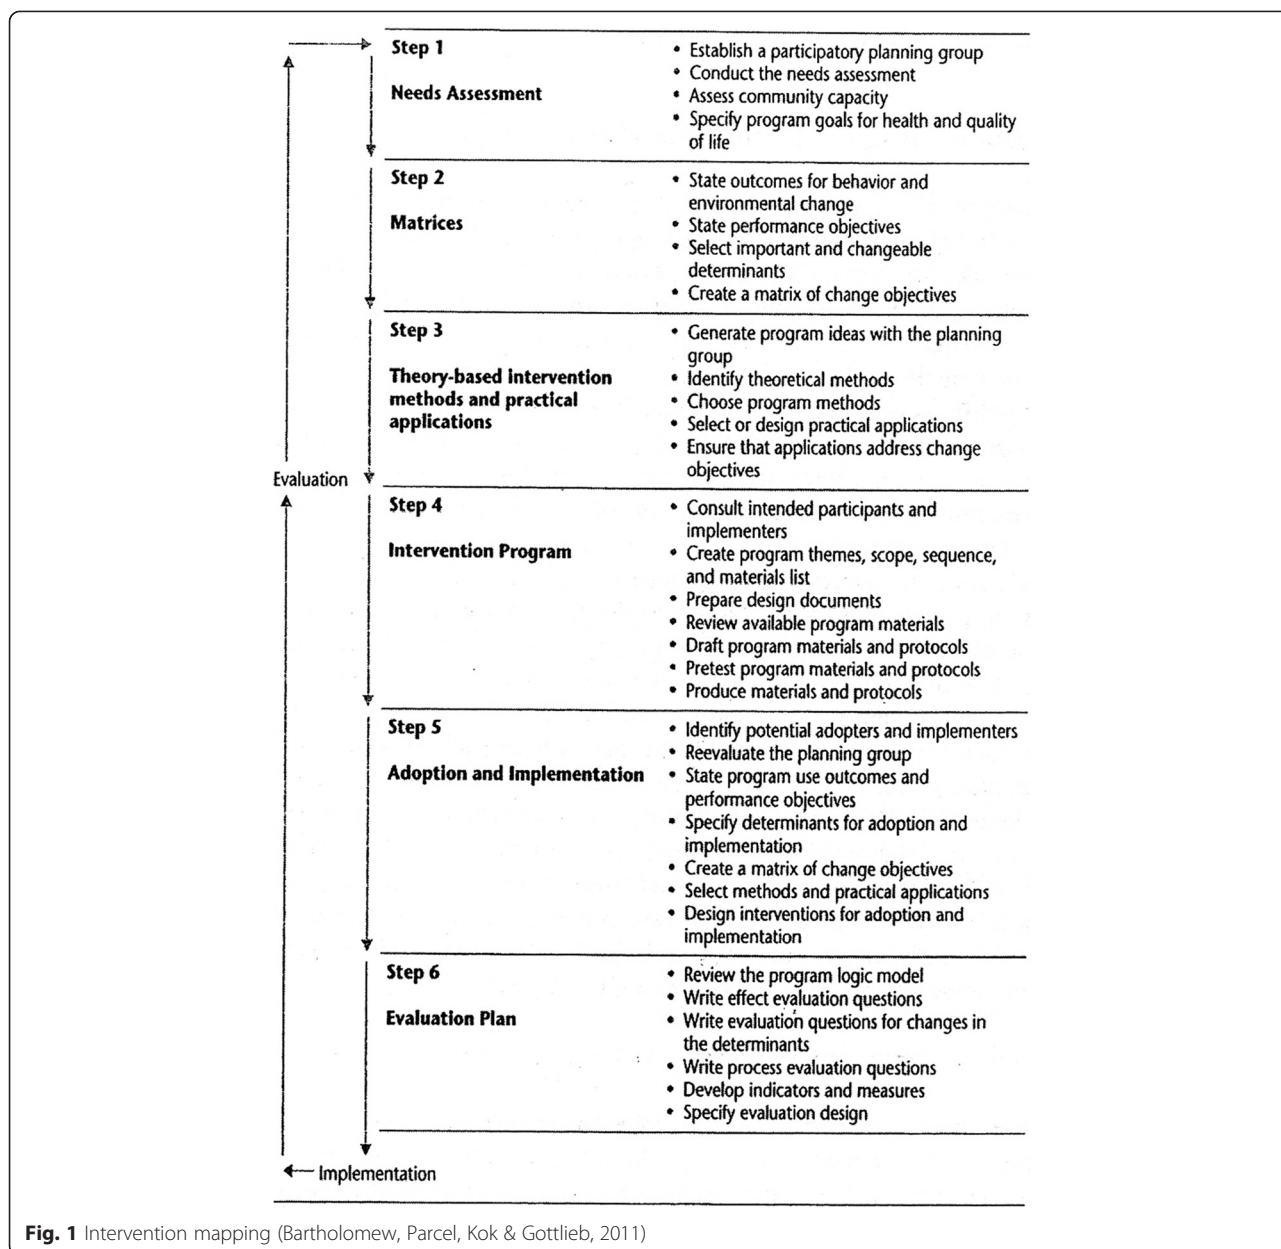 Step 1
Needs Assessment
• Establish a participatory planning group
• Conduct the needs assessment
• Assess community capacity
• Specify program goals for health and quality
of life
Step 2
Matrices
• State outcomes for behavior and
environmental change
• State performance objectives
• Select important and changeable
determinants
• Create a matrix of change objectives
Step 3
Theory-based intervention
methods and practical
applications
• Generate program ideas with the planning
group
• Identify theoretical methods
• Choose program methods
• Select or design practical applications
• Ensure that applications address change
objectives
Evaluation
Step 4
Intervention Program
• Consult intended participants and
implementers
• Create program themes, scope, sequence,
and materials list
• Prepare design documents
• Review available program materials
• Draft program materials and protocols
• Pretest program materials and protocols
• Produce materials and protocols
Step 5
Adoption and Implementation
• Identify potential adopters and implementers
• Reevaluate the planning group
• State program use outcomes and
performance objectives
• Specify determinants for adoption and
implementation
• Create a matrix of change objectives
• Select methods and practical applications
• Design interventions for adoption and
implementation
Step 6
Evaluation Plan
• Review the program logic model
• Write effect evaluation questions
• Write evaluation questions for changes in
the determinants
• Write process evaluation questions
• Develop indicators and measures
• Specify evaluation design
Implementation
Fig. 1 Intervention mapping (Bartholomew, Parcel, Kok & Gottlieb, 2011)